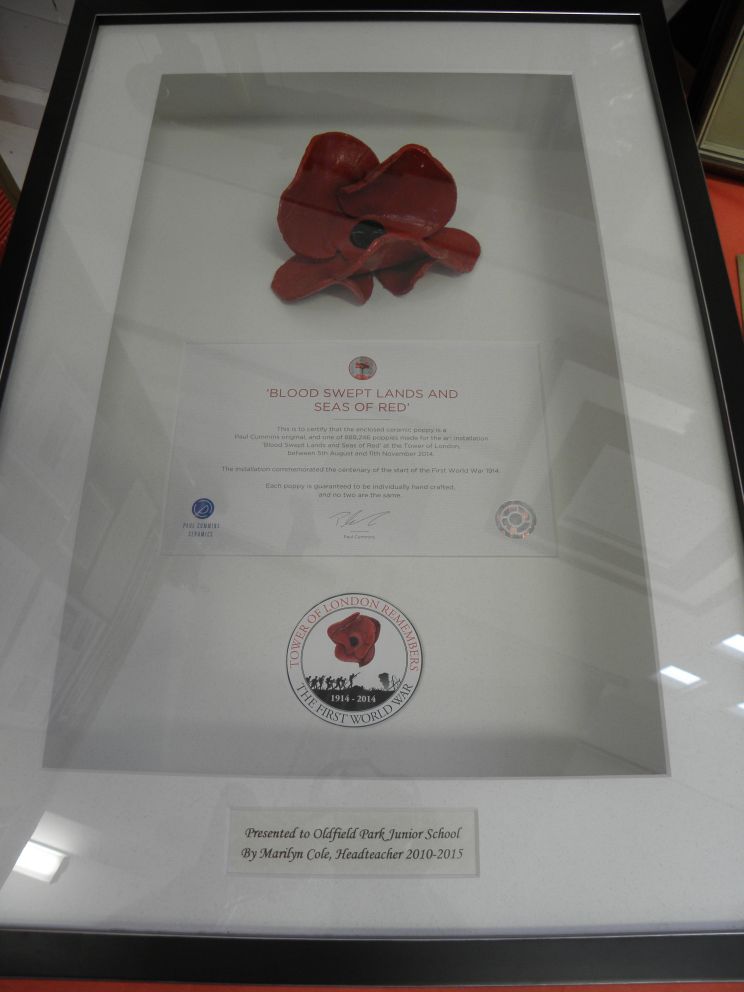 'BLOOD SWEPT LANDS AND
SEAS OF RED'
This is to certify that the enclosed ceramic poppy is a
Paul Cummins original, and one of 888,246 poppies made for the art installation
'Blood Swept Lands and Seas of Red' at the Tower of London,
between 5th August and 11th November 2014.
The installation commemorated the centenary of the start of the First World War 1914.
Each poppy is guaranteed to be individually hand crafted,
and no two are the same.
PAUL CUMMINS
CERAMICS
Paul Cummins
TOWER OF LONDON REMEMBERS
1914 - 2014
THE FIRST WORLD WAR
Presented to Oldfield Park Junior School
By Marilyn Cole, Headteacher 2010-2015